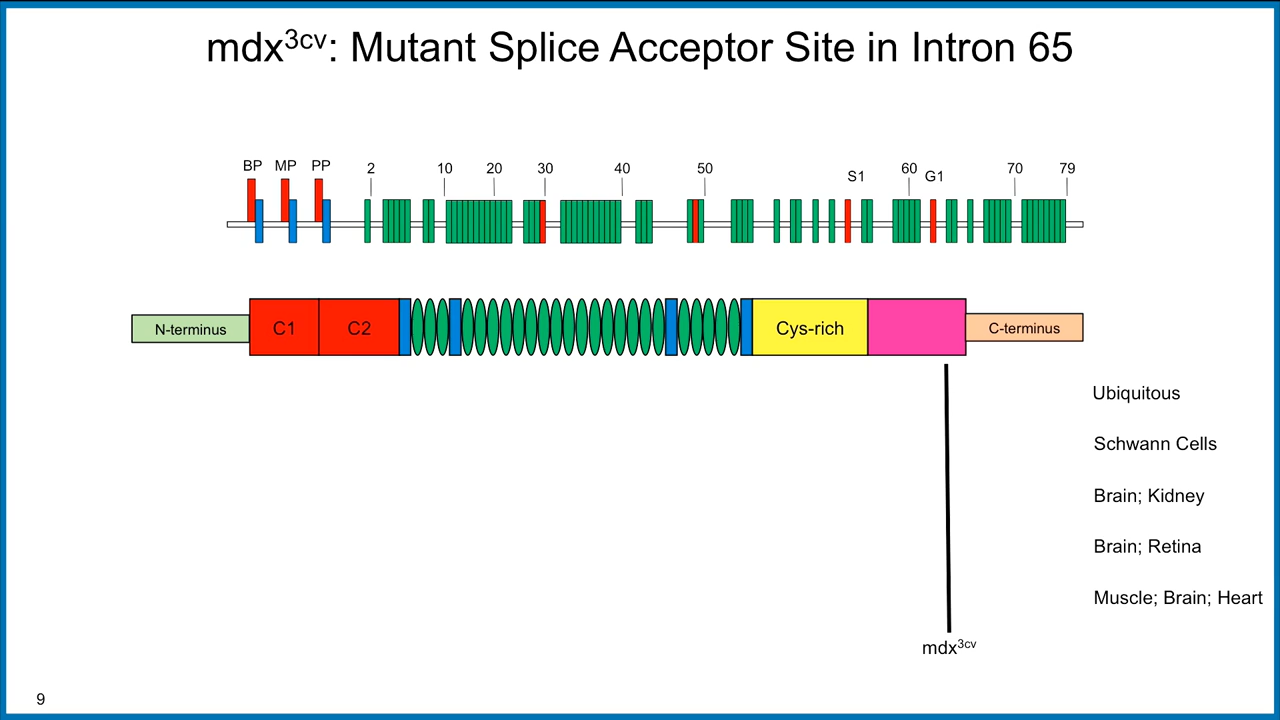 mdx³ᶜᵛ: Mutant Splice Acceptor Site in Intron 65
BP MP PP 2 10 20 30 40 50 S1 60 G1 70 79
N-terminus C1 C2 Cys-rich C-terminus
Ubiquitous
Schwann Cells
Brain; Kidney
Brain; Retina
Muscle; Brain; Heart
mdx³ᶜᵛ
9